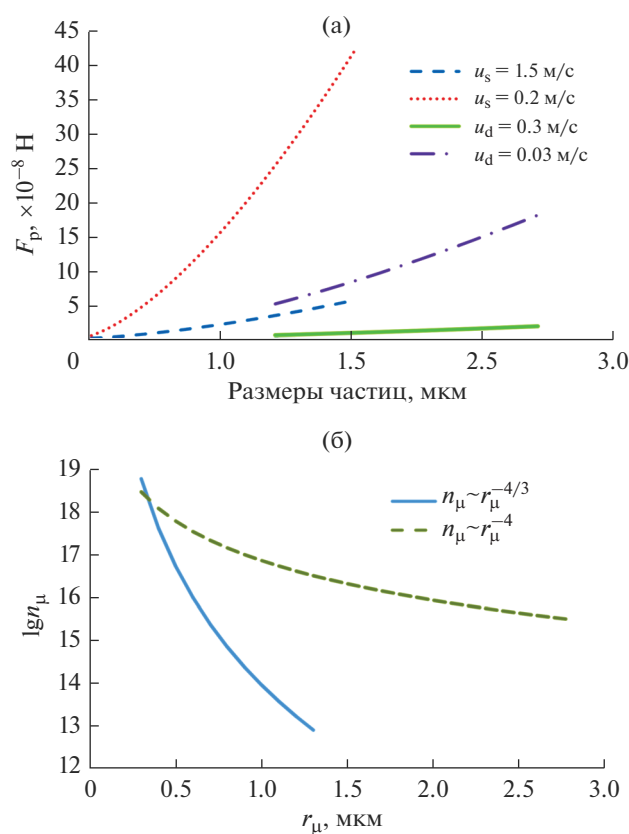 (а)
45
40
35
30
25
20
15
10
5
0
1.0
1.5
2.5
3.0
F_p, ×10^−8 Н
Размеры частиц, мкм
u_s = 1.5 м/с
u_s = 0.2 м/с
u_d = 0.3 м/с
u_d = 0.03 м/с
(б)
19
18
17
16
15
14
13
12
0
0.5
1.0
1.5
2.0
2.5
3.0
lgn_μ
r_μ, мкм
n_μ~r_μ^−4/3
n_μ~r_μ^−4